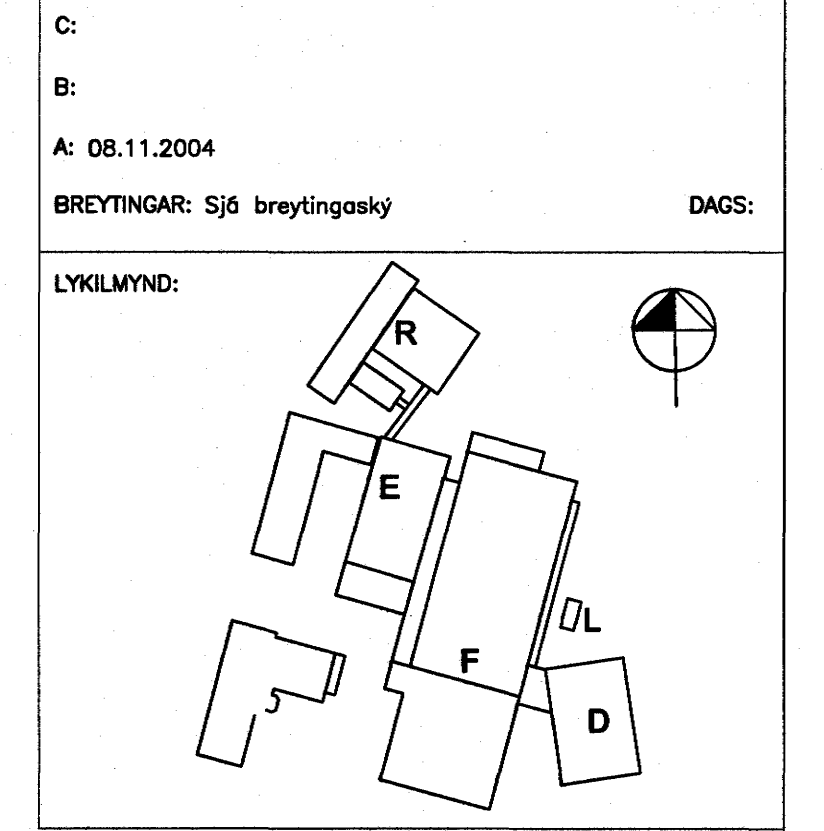 C:
B:
A: 08.11.2004
BREYTINGAR: Sjá breytingaský DAGS:
LYKILMYND:
R
E
L
F
D